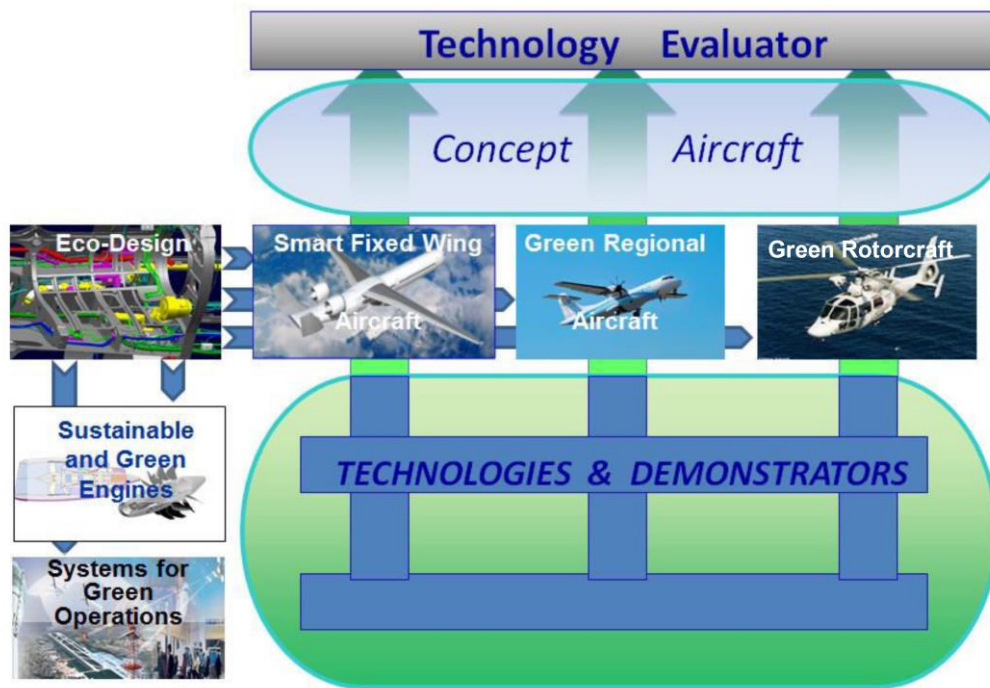 Technology Evaluator
Concept Aircraft
Eco-Design
Smart Fixed Wing
Aircraft
Green Regional
Aircraft
Green Rotorcraft
Sustainable
and Green
Engines
TECHNOLOGIES & DEMONSTRATORS
Systems for
Green
Operations